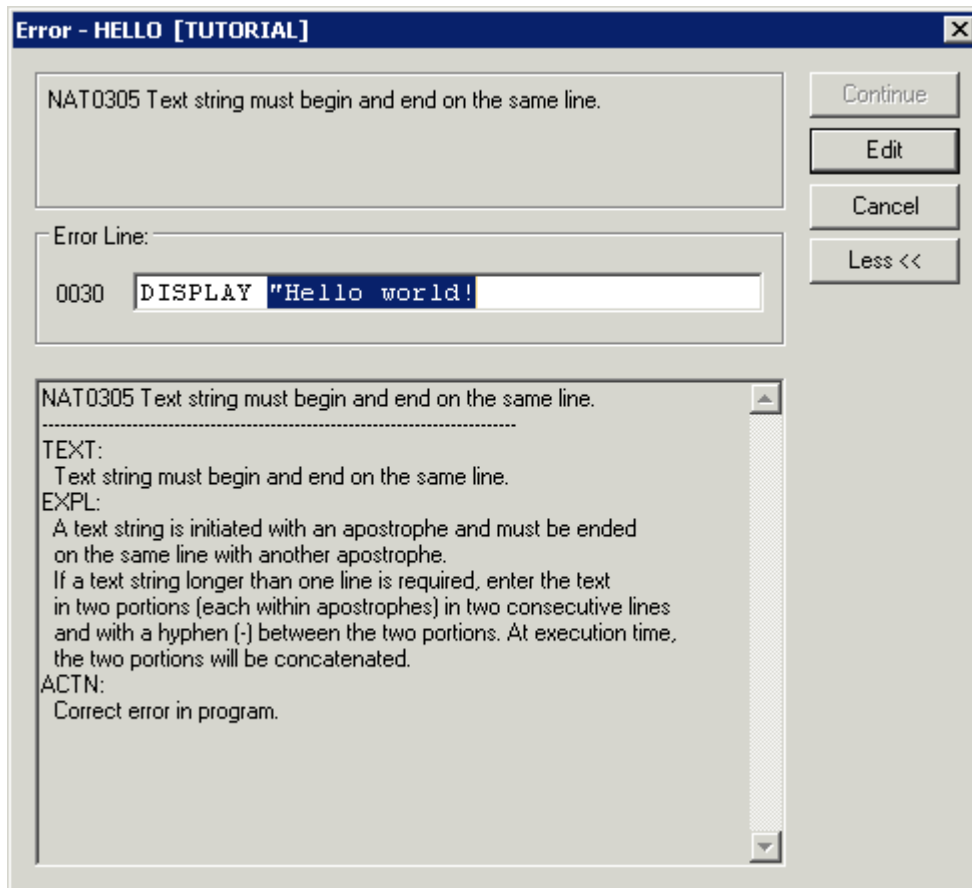 Error - HELLO [TUTORIAL]
NAT0305 Text string must begin and end on the same line.
Continue
Edit
Cancel
Less <<
Error Line:
0030 DISPLAY "Hello world!
NAT0305 Text string must begin and end on the same line.
--------------------------------------------------------------------------------
TEXT:
Text string must begin and end on the same line.
EXPL:
A text string is initiated with an apostrophe and must be ended
on the same line with another apostrophe.
If a text string longer than one line is required, enter the text
in two portions (each within apostrophes) in two consecutive lines
and with a hyphen (-) between the two portions. At execution time,
the two portions will be concatenated.
ACTN:
Correct error in program.